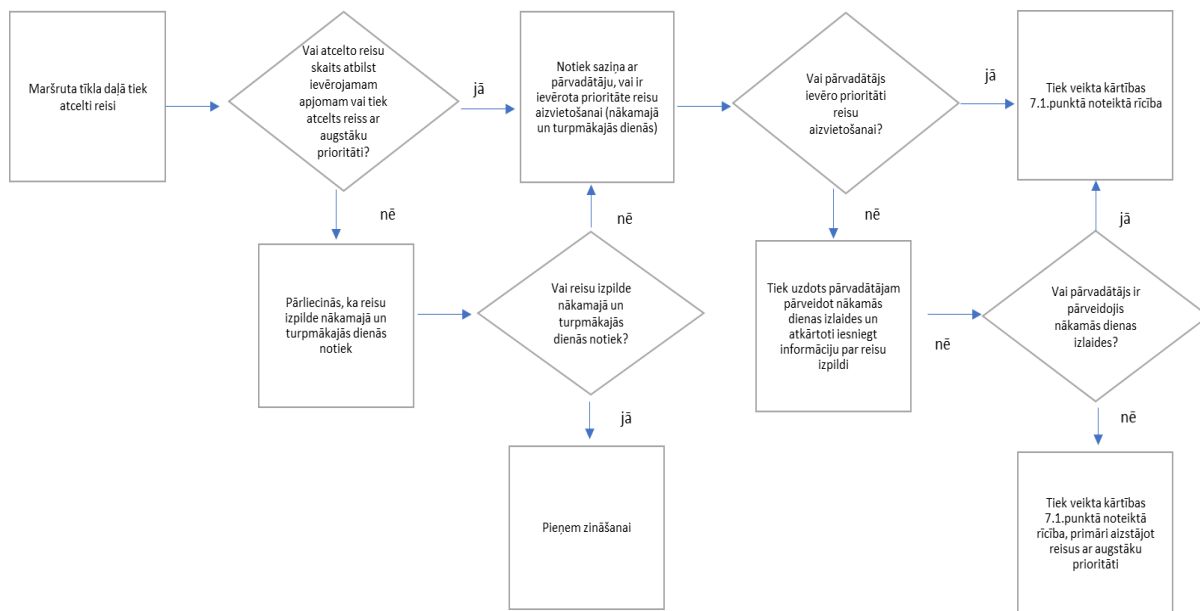 Maršruta tīkla daļā tiek
atcelti reisi
Vai atcelto reisu
skaits atbilst
ievērojamam
apjomam vai tiek
atcelts reiss ar
augstāku
prioritāti?
jā
Notiek saziņa ar
pārvadātāju, vai ir
ievērota prioritāte reisu
aizvietošanai (nākamajā
un turpmākajās dienās)
Vai pārvadātājs
ievēro prioritāti
reisu
aizvietošanai?
jā
Tiek veikta kārtības
7.1.punktā noteiktā rīcība
nē
nē
nē
jā
Pārliecinās, ka reisu
izpilde nākamajā un
turpmākajās dienās
notiek
Vai reisu izpilde
nākamajā un
turpmākajās
dienās notiek?
Tiek uzdots pārvadātājam
pārveidot nākamās
dienas izlaides un
atkārtoti iesniegt
informāciju par reisu
izpildi
nē
Vai pārvadātājs ir
pārveidojis
nākamās dienas
izlaides?
jā
nē
Pieņem zināšanai
Tiek veikta kārtības
7.1.punktā noteiktā
rīcība, primāri aizstājot
reisus ar augstāku
prioritāti